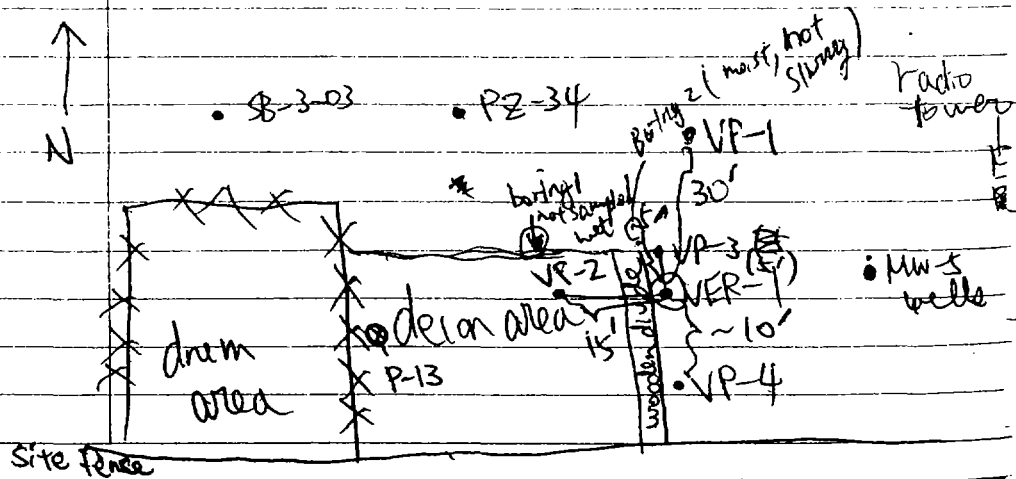 N
• SB-3-03
• PZ-34
Boring 2 (moist, not
slurry)
• VP-1
radio
tower
30'
boring 1
not sampled
wet
VP-2
VP-3
VER-1
• MW-5
wells
15'
~10'
• VP-4
drum
area
decon area
P-13
wooden
Site Fence